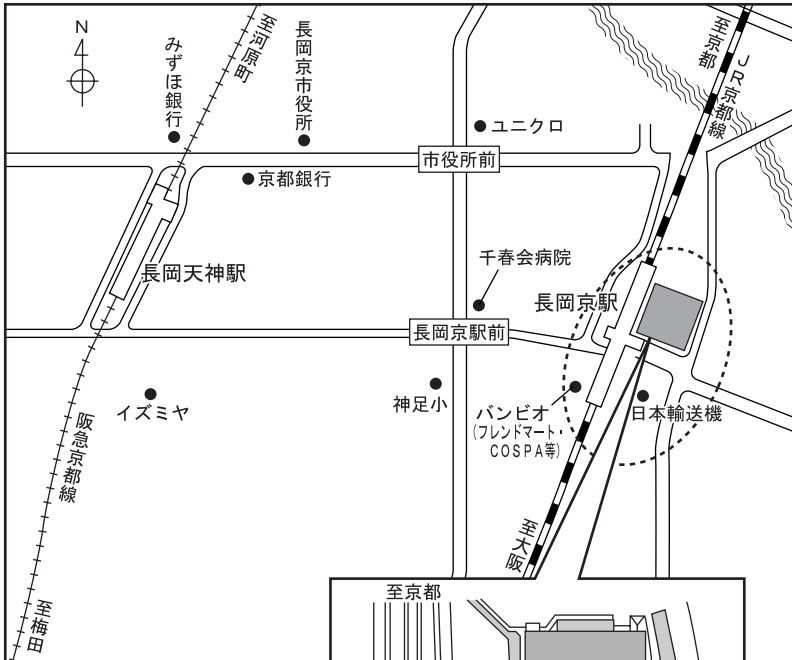 N
みずほ銀行
至河原町
長岡京市役所
至京都
JR京都線
ユニクロ
市役所前
京都銀行
千春会病院
長岡天神駅
長岡京駅
長岡京駅前
イズミヤ
神足小
バンビオ
(フレンドマート・
COSPA等)
日本輸送機
阪急京都線
至大阪
至梅田
至京都